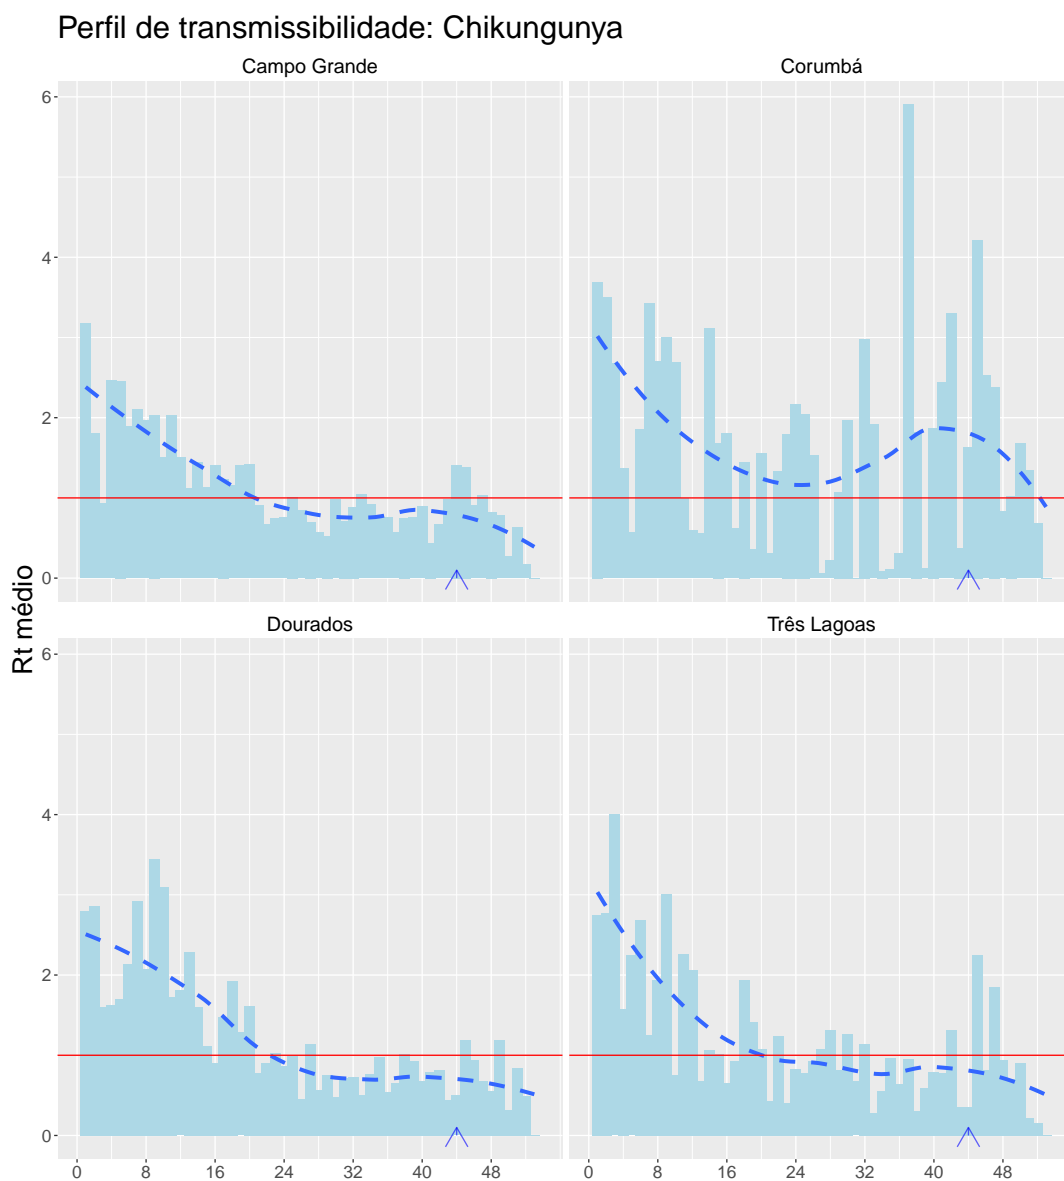 Perfil de transmissibilidade: Chikungunya
Campo Grande
Corumbá
6
4
2
0
Dourados
Três Lagoas
Rt médio
6
4
2
0
0 8 16 24 32 40 48
0 8 16 24 32 40 48